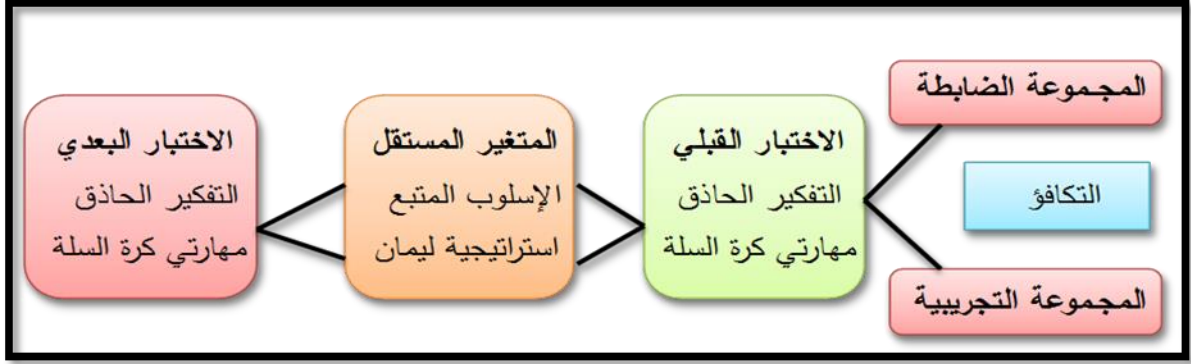 المجموعة الضابطة
التكافؤ
المجموعة التجريبية
الاختبار القبلي
التفكير الحاذق
مهارتي كرة السلة
المتغير المستقل
الإسلوب المتبع
استراتيجية ليمان
الاختبار البعدي
التفكير الحاذق
مهارتي كرة السلة